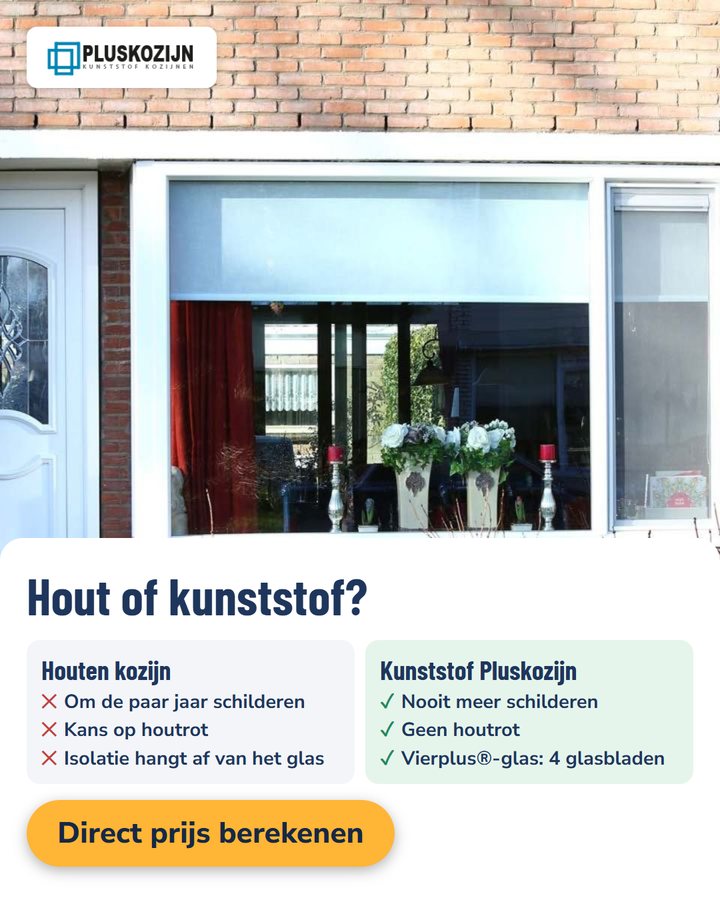 PLUSKOZIJN
KUNSTSTOF KOZIJNEN
Hout of kunststof?
Houten kozijn
✕ Om de paar jaar schilderen
✕ Kans op houtrot
✕ Isolatie hangt af van het glas
Kunststof Pluskozijn
✓ Nooit meer schilderen
✓ Geen houtrot
✓ Vierplus®-glas: 4 glasbladen
Direct prijs berekenen